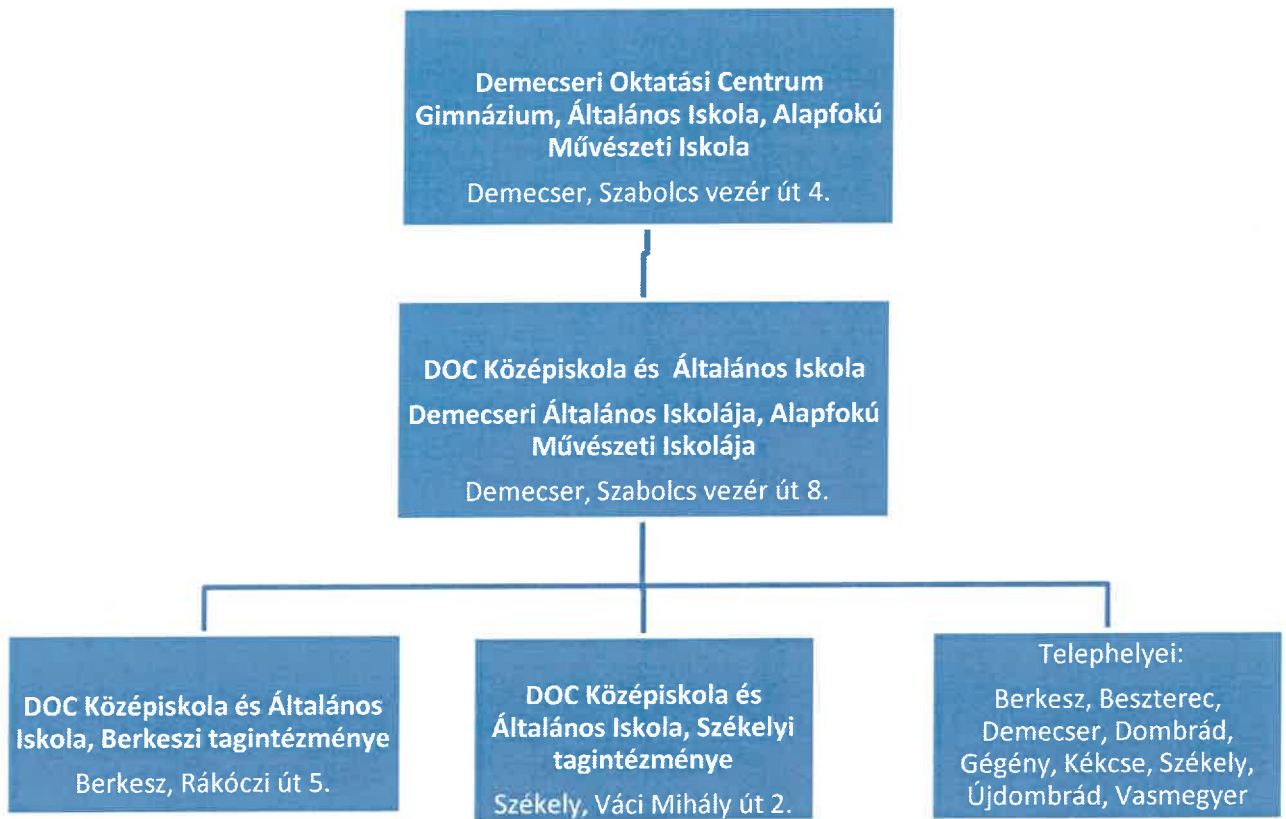 Demecseri Oktatási Centrum
Gimnázium, Általános Iskola, Alapfokú
Művészeti Iskola
Demecser, Szabolcs vezér út 4.
DOC Középiskola és Általános Iskola
Demecseri Általános Iskolája, Alapfokú
Művészeti Iskolája
Demecser, Szabolcs vezér út 8.
DOC Középiskola és Általános
Iskola, Berkeszi tagintézménye
Berkesz, Rákóczi út 5.
DOC Középiskola és
Általános Iskola, Székelyi
tagintézménye
Székely, Váci Mihály út 2.
Telephelyei:
Berkesz, Beszterec,
Demecser, Dombrád,
Gégény, Kékcse, Székely,
Újdombrád, Vasmegyer